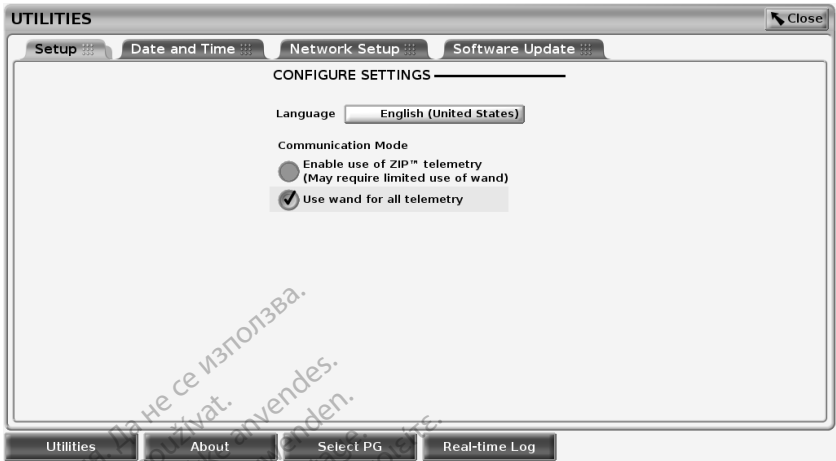 UTILITIES
Close
Setup
Date and Time
Network Setup
Software Update
CONFIGURE SETTINGS
Language English (United States)
Communication Mode
Enable use of ZIP™ telemetry
(May require limited use of wand)
Use wand for all telemetry
Да не се използва.
anvendes.
Utilities
About
Select PG
Real-time Log